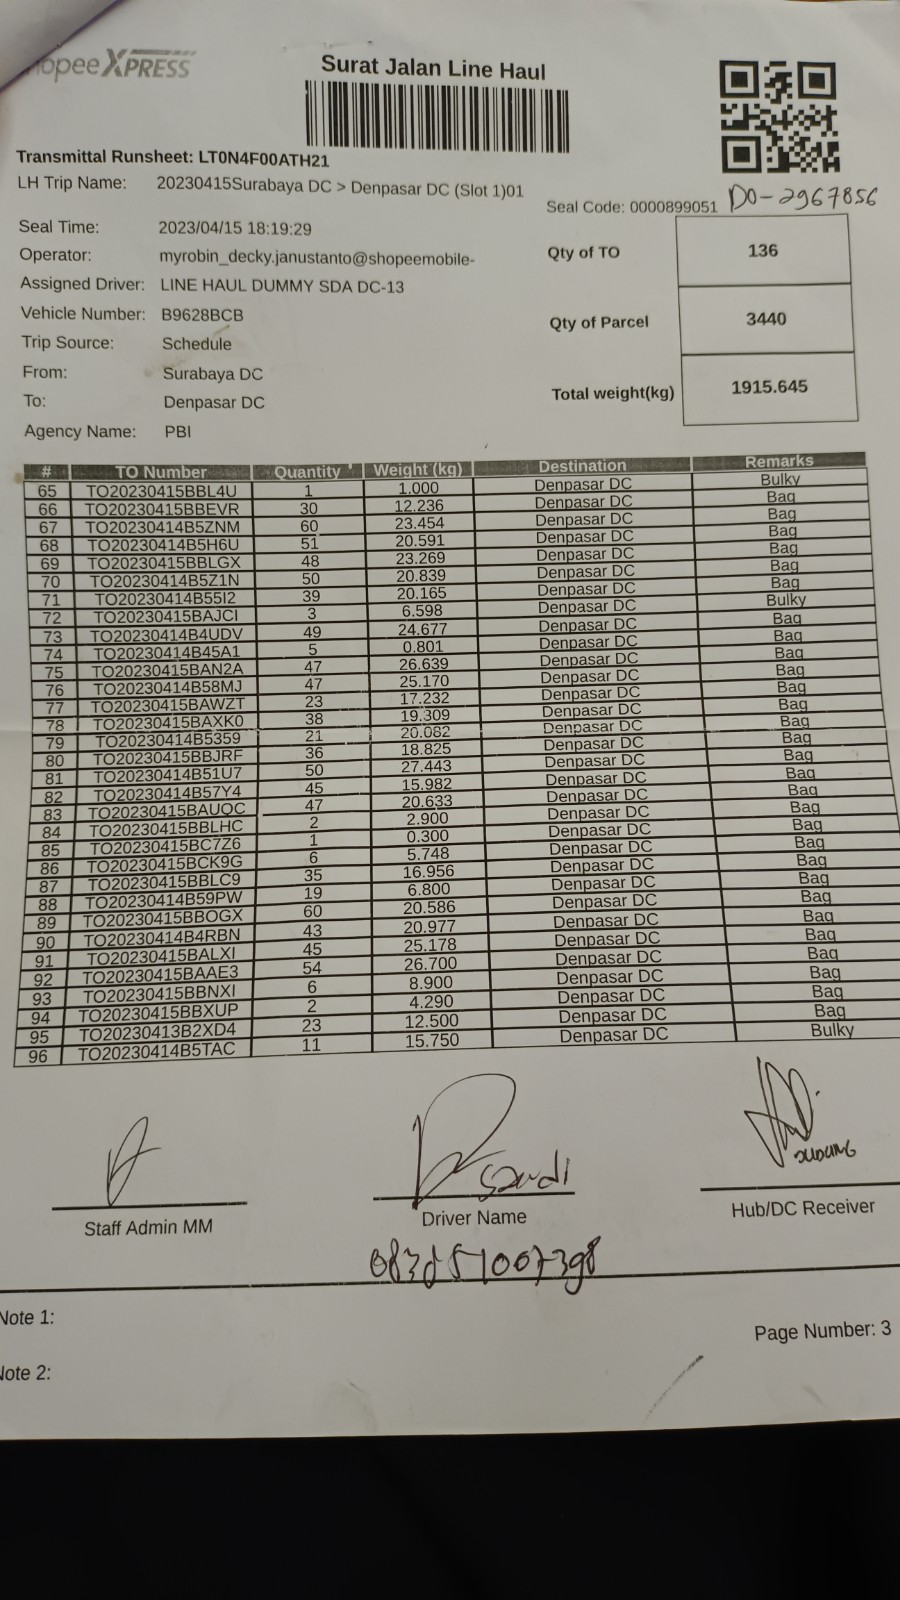 opee XPRESS
Surat Jalan Line Haul
Transmittal Runsheet: LT0N4F00ATH21
LH Trip Name: 20230415Surabaya DC > Denpasar DC (Slot 1)01
Seal Code: 0000899051 DO-2967856
Seal Time: 2023/04/15 18:19:29
Operator: myrobin_decky.janustanto@shopeemobile-
Assigned Driver: LINE HAUL DUMMY SDA DC-13
Vehicle Number: B9628BCB
Trip Source: Schedule
From: Surabaya DC
To: Denpasar DC
Agency Name: PBI
Qty of TO 136
Qty of Parcel 3440
Total weight(kg) 1915.645
# TO Number Quantity Weight (kg) Destination Remarks
65 TO20230415BBL4U 1 1.000 Denpasar DC Bulky
66 TO20230415BBEVR 30 12.236 Denpasar DC Bag
67 TO20230414B5ZNM 60 23.454 Denpasar DC Bag
68 TO20230414B5H6U 51 20.591 Denpasar DC Bag
69 TO20230415BBLGX 48 23.269 Denpasar DC Bag
70 TO20230414B5Z1N 50 20.839 Denpasar DC Bag
71 TO20230414B55I2 39 20.165 Denpasar DC Bag
72 TO20230415BAJCI 3 6.598 Denpasar DC Bulky
73 TO20230414B4UDV 49 24.677 Denpasar DC Bag
74 TO20230414B45A1 5 0.801 Denpasar DC Bag
75 TO20230415BAN2A 47 26.639 Denpasar DC Bag
76 TO20230414B58MJ 47 25.170 Denpasar DC Bag
77 TO20230415BAWZT 23 17.232 Denpasar DC Bag
78 TO20230415BAXK0 38 19.309 Denpasar DC Bag
79 TO20230414B5359 21 20.082 Denpasar DC Bag
80 TO20230415BBJRF 36 18.825 Denpasar DC Bag
81 TO20230414B51U7 50 27.443 Denpasar DC Bag
82 TO20230414B57Y4 45 15.982 Denpasar DC Bag
83 TO20230415BAUQC 47 20.633 Denpasar DC Bag
84 TO20230415BBLHC 2 2.900 Denpasar DC Bag
85 TO20230415BC7Z6 1 0.300 Denpasar DC Bag
86 TO20230415BCK9G 6 5.748 Denpasar DC Bag
87 TO20230415BBLC9 35 16.956 Denpasar DC Bag
88 TO20230414B59PW 19 6.800 Denpasar DC Bag
89 TO20230415BBOGX 60 20.586 Denpasar DC Bag
90 TO20230414B4RBN 43 20.977 Denpasar DC Bag
91 TO20230415BALXI 45 25.178 Denpasar DC Bag
92 TO20230415BAAE3 54 26.700 Denpasar DC Bag
93 TO20230415BBNXI 6 8.900 Denpasar DC Bag
94 TO20230415BBXUP 2 4.290 Denpasar DC Bag
95 TO20230413B2XD4 23 12.500 Denpasar DC Bag
96 TO20230414B5TAC 11 15.750 Denpasar DC Bulky
Sandi
Staff Admin MM
Driver Name
Hub/DC Receiver
Note 1:
Page Number: 3
Note 2: